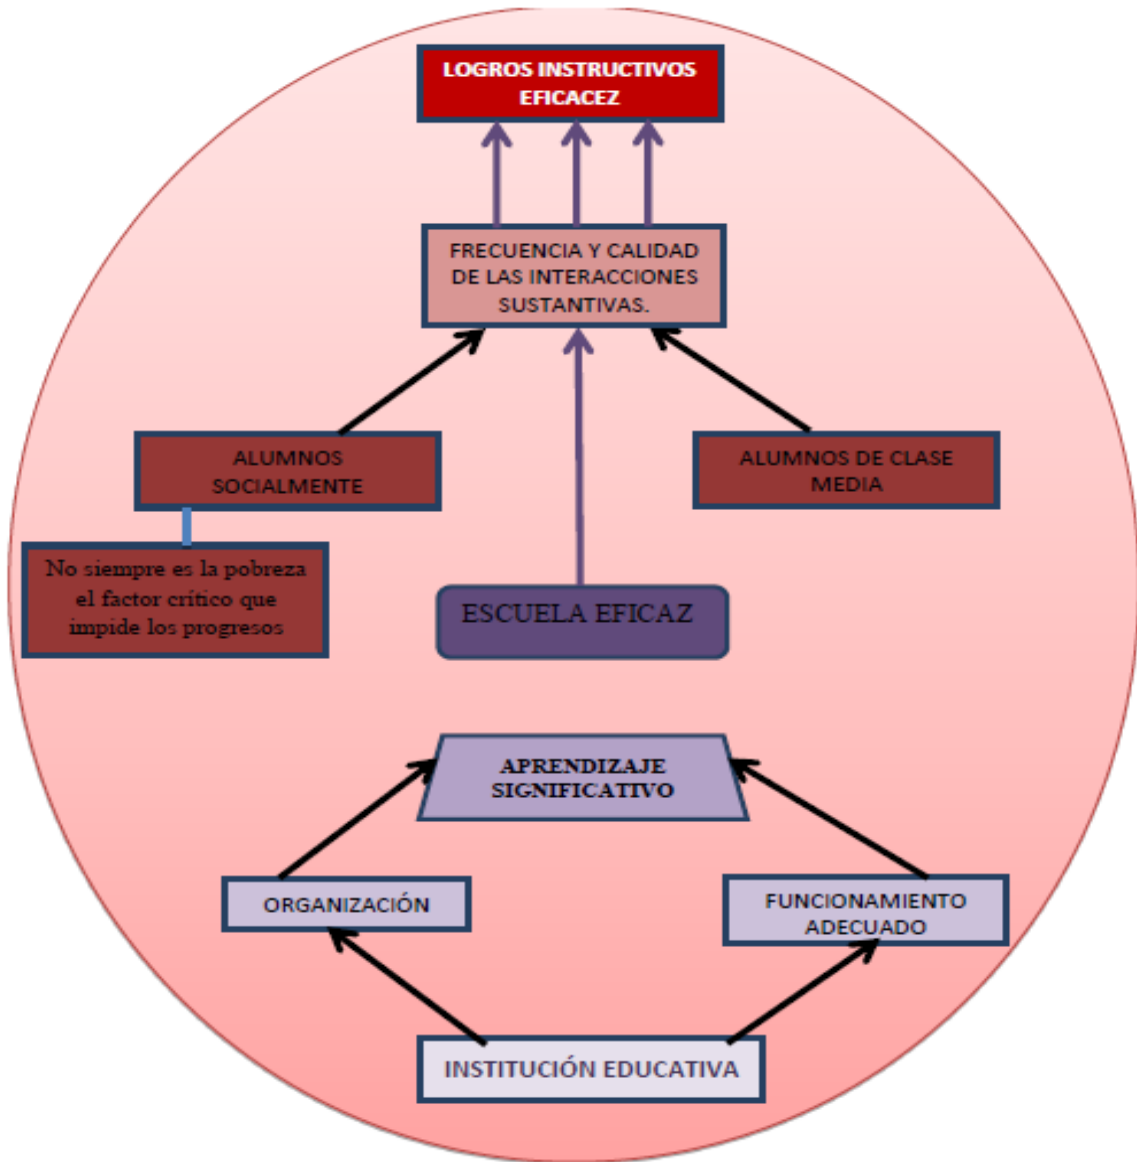 LOGROS INSTRUCTIVOS
EFICACEZ
FRECUENCIA Y CALIDAD
DE LAS INTERACCIONES
SUSTANTIVAS.
ALUMNOS
SOCIALMENTE
ALUMNOS DE CLASE
MEDIA
No siempre es la pobreza
el factor crítico que
impide los progresos
ESCUELA EFICAZ
APRENDIZAJE
SIGNIFICATIVO
ORGANIZACIÓN
FUNCIONAMIENTO
ADECUADO
INSTITUCIÓN EDUCATIVA